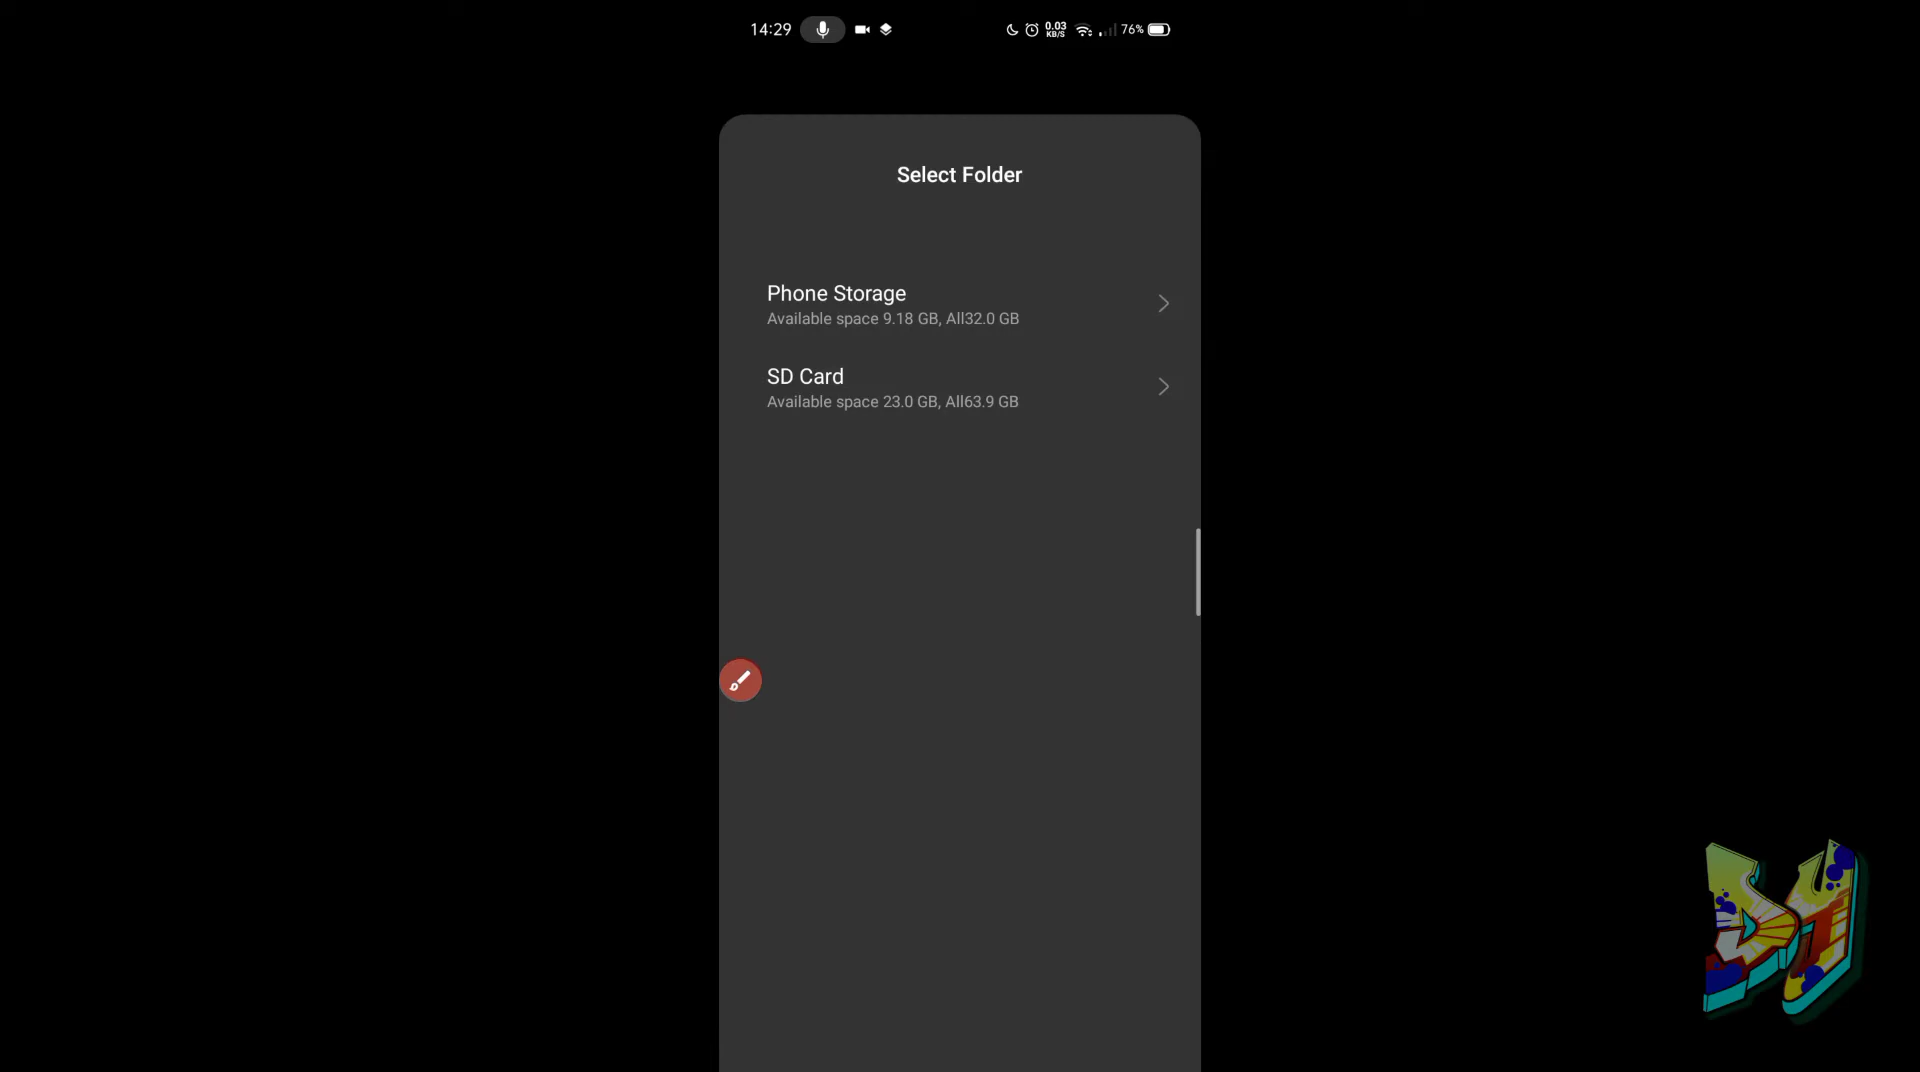 14:29
0.03
KB/S
76%
Select Folder
Phone Storage
Available space 9.18 GB, All32.0 GB
SD Card
Available space 23.0 GB, All63.9 GB